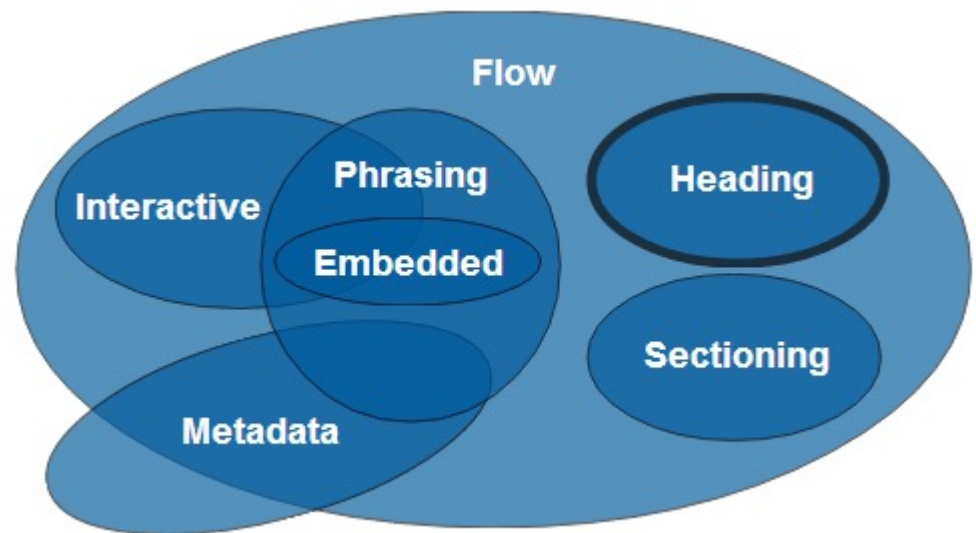 Flow
Phrasing
Heading
Interactive
Embedded
Sectioning
Metadata